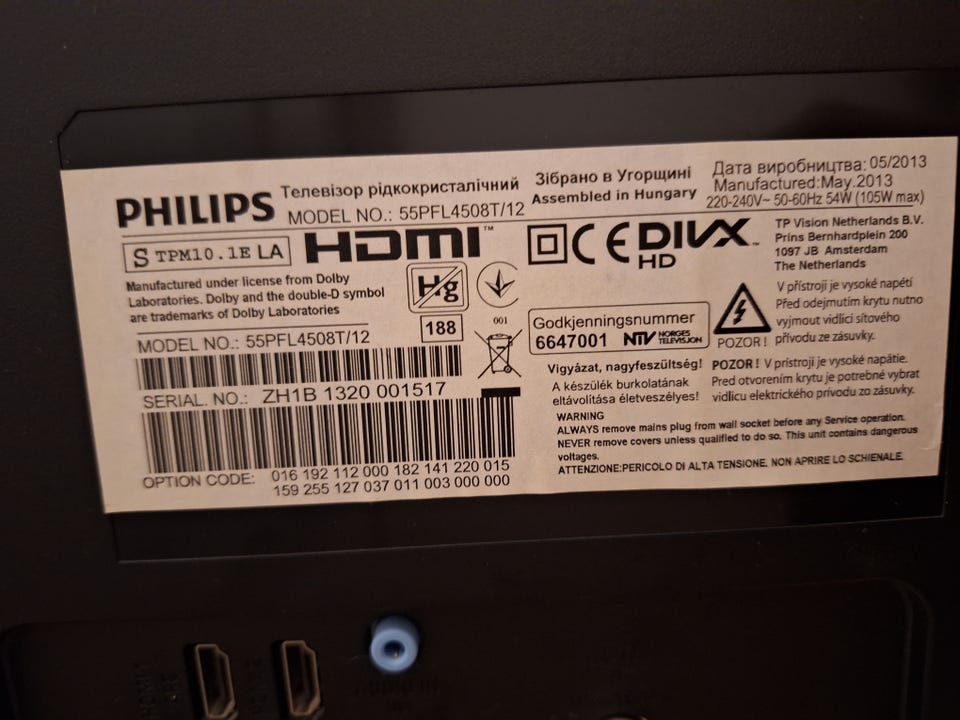 PHILIPS
Телевізор рідкокристалічний
MODEL NO.: 55PFL4508T/12
Зібрано в Угорщині
Assembled in Hungary
Дата виробництва: 05/2013
Manufactured:May.2013
220-240V~ 50-60Hz 54W (105W max)
S TPM10.1E LA
HDMI™
CE
DIVX™
HD
TP Vision Netherlands B.V.
Prins Bernhardplein 200
1097 JB Amsterdam
The Netherlands
Manufactured under license from Dolby
Laboratories. Dolby and the double-D symbol
are trademarks of Dolby Laboratories
Hg
188
001
Godkjenningsnummer
6647001 NTV NORGES TELEVISJON
POZOR !
V přístroji je vysoké napětí
Před odejmutím krytu nutno
vyjmout vidlici síťového
přívodu ze zásuvky.
MODEL NO.: 55PFL4508T/12
SERIAL. NO.: ZH1B 1320 001517
OPTION CODE: 016 192 112 000 182 141 220 015
159 255 127 037 011 003 000 000
Vigyázat, nagyfeszültség!
A készülék burkolatának
eltávolítása életveszélyes!
POZOR ! V prístroji je vysoké napätie.
Pred otvorením krytu je potrebné vybrat
vidlicu elektrického prívodu zo zásuvky.
WARNING
ALWAYS remove mains plug from wall socket before any Service operation.
NEVER remove covers unless qualified to do so. This unit contains dangerous
voltages.
ATTENZIONE:PERICOLO DI ALTA TENSIONE, NON APRIRE LO SCHIENALE.